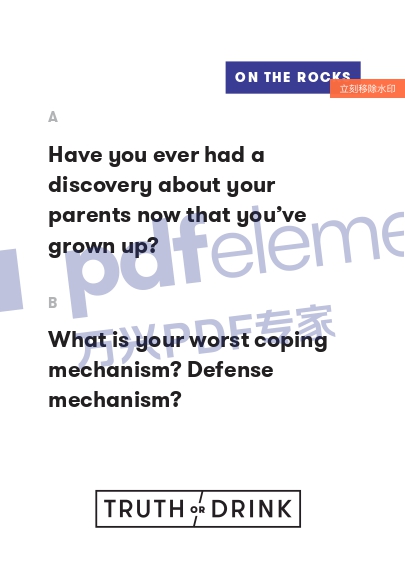 ON THE ROCKS
立刻移除水印
A
Have you ever had a
discovery about your
parents now that you’ve
grown up?
pdfeleme
万兴PDF专家
B
What is your worst coping
mechanism? Defense
mechanism?
TRUTH OR DRINK